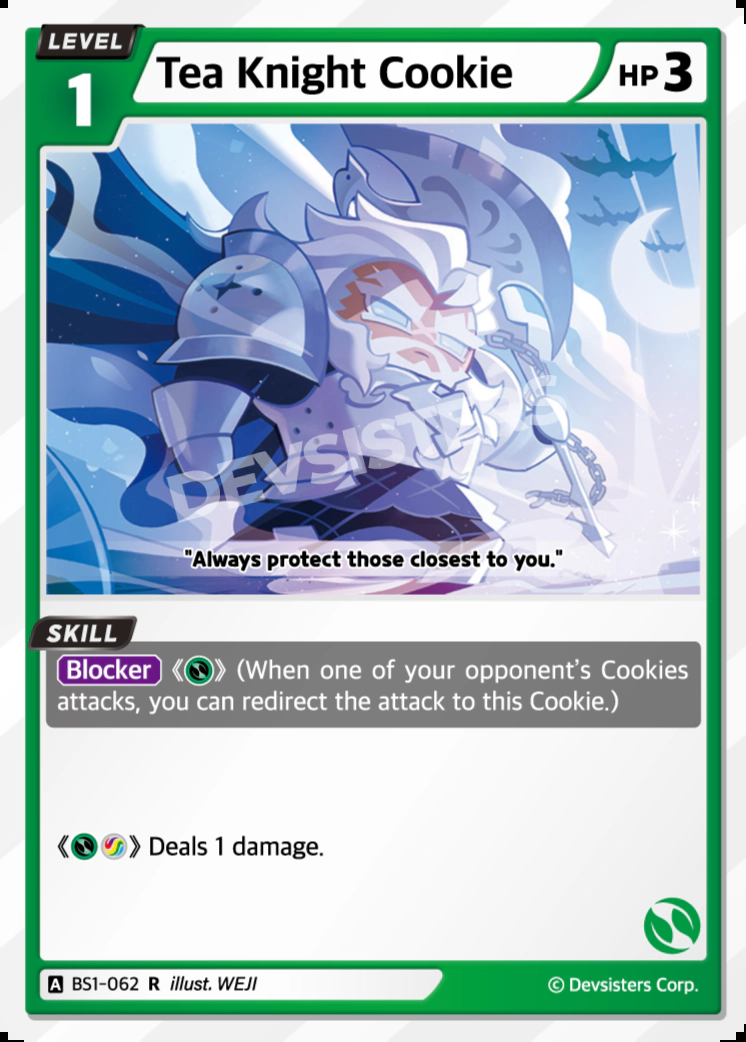 LEVEL
1
Tea Knight Cookie
HP 3
DEVSISTERS
"Always protect those closest to you."
SKILL
Blocker 《》 (When one of your opponent's Cookies
attacks, you can redirect the attack to this Cookie.)
《》 Deals 1 damage.
A BS1-062 R illust. WEJI
© Devsisters Corp.